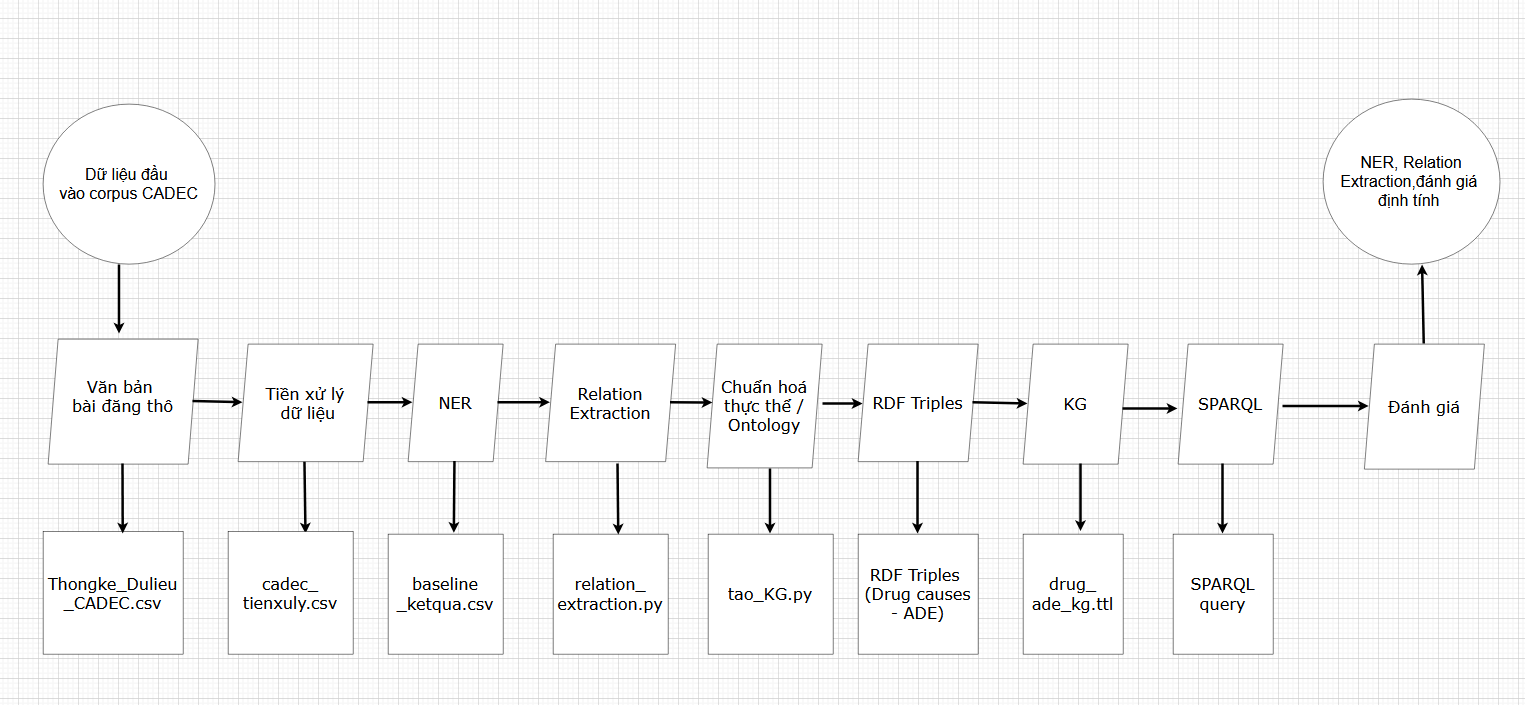 Dữ liệu đầu
vào corpus CADEC
NER, Relation
Extraction,đánh giá
định tính
Văn bản
bài đăng thô
Tiền xử lý
dữ liệu
NER
Relation
Extraction
Chuẩn hoá
thực thể /
Ontology
RDF Triples
KG
SPARQL
Đánh giá
Thongke_Dulieu
_CADEC.csv
cadec_
tienxuly.csv
baseline
_ketqua.csv
relation_
extraction.py
tao_KG.py
RDF Triples
(Drug causes
- ADE)
drug_
ade_kg.ttl
SPARQL
query